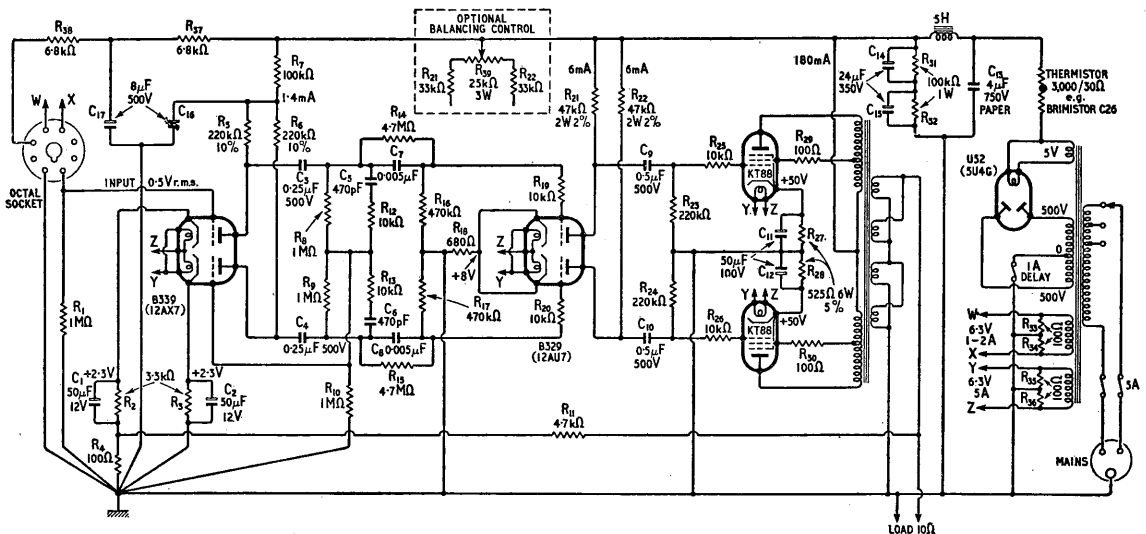 OPTIONAL
BALANCING CONTROL
R21
33kΩ
R39
25kΩ
3W
R22
33kΩ
R38
6.8kΩ
R37
6.8kΩ
R7
100kΩ
1.4mA
W
X
C17
8μF
500V
C16
R5
220kΩ
10%
R6
220kΩ
10%
R14
4.7MΩ
C7
0.005μF
6mA
6mA
R21
47kΩ
2W 2%
R22
47kΩ
2W 2%
180mA
5H
C14
24μF
350V
C15
R31
100kΩ
1W
R32
C13
4μF
750V
PAPER
THERMISTOR
3,000/30Ω
e.g.
BRIMISTOR C26
OCTAL
SOCKET
INPUT 0.5V r.m.s.
C3
0.25μF
500V
C5
470pF
R12
10kΩ
R16
470kΩ
R18
680Ω
+8V
R19
10kΩ
C9
0.5μF
500V
R25
10kΩ
R23
220kΩ
KT88
Y
Z
+50V
R29
100Ω
U52
(5U4G)
5V
500V
0
1A
DELAY
500V
Z
Y
B339
(12AX7)
R8
1MΩ
R9
1MΩ
R13
10kΩ
C6
470pF
R17
470kΩ
Z
Y
R20
10kΩ
B329
(12AU7)
C11
50μF
100V
C12
R27
R28
525Ω 6W
5%
R24
220kΩ
Y
Z
+50V
KT88
R26
10kΩ
C10
0.5μF
500V
R30
100Ω
R1
1MΩ
C4
0.25μF 500V
C8 0.005μF
R15
4.7MΩ
R10
1MΩ
C1
50μF
12V
+2.3V
3.3kΩ
R2
R3
+2.3V
C2
50μF
12V
R4
100Ω
R11
4.7kΩ
W
6.3V
1-2A
X
R33
R34
100Ω
100Ω
Y
6.3V
5A
Z
R35
R36
100Ω
100Ω
5A
MAINS
LOAD 10Ω